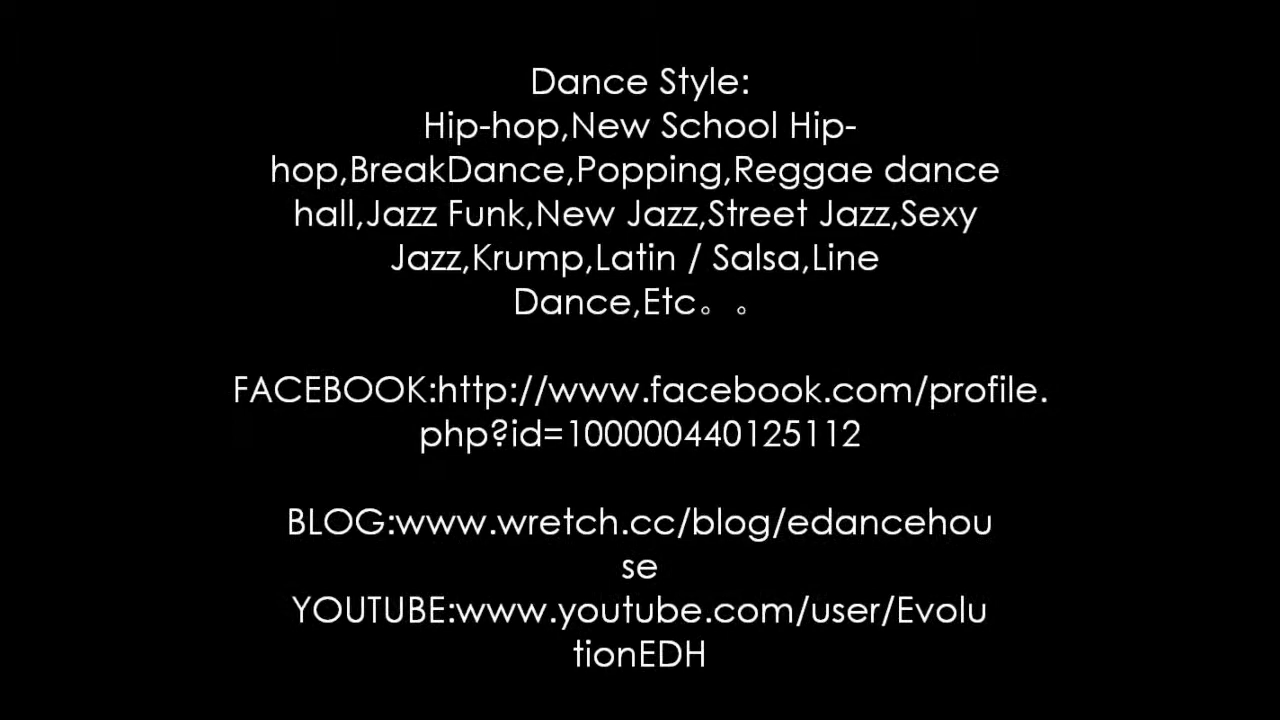 Dance Style:
Hip-hop,New School Hip-
hop,BreakDance,Popping,Reggae dance
hall,Jazz Funk,New Jazz,Street Jazz,Sexy
Jazz,Krump,Latin / Salsa,Line
Dance,Etc。。
FACEBOOK:http://www.facebook.com/profile.
php?id=100000440125112
BLOG:www.wretch.cc/blog/edancehou
se
YOUTUBE:www.youtube.com/user/Evolu
tionEDH